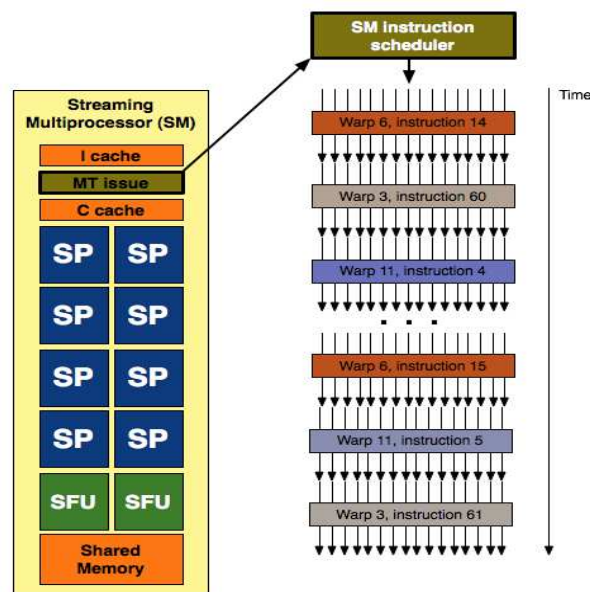 SM instruction
scheduler
Time
Streaming
Multiprocessor (SM)
I cache
MT issue
C cache
SP SP
SP SP
SP SP
SP SP
SFU SFU
Shared
Memory
Warp 6, instruction 14
Warp 3, instruction 60
Warp 11, instruction 4
. . .
Warp 6, instruction 15
Warp 11, instruction 5
Warp 3, instruction 61